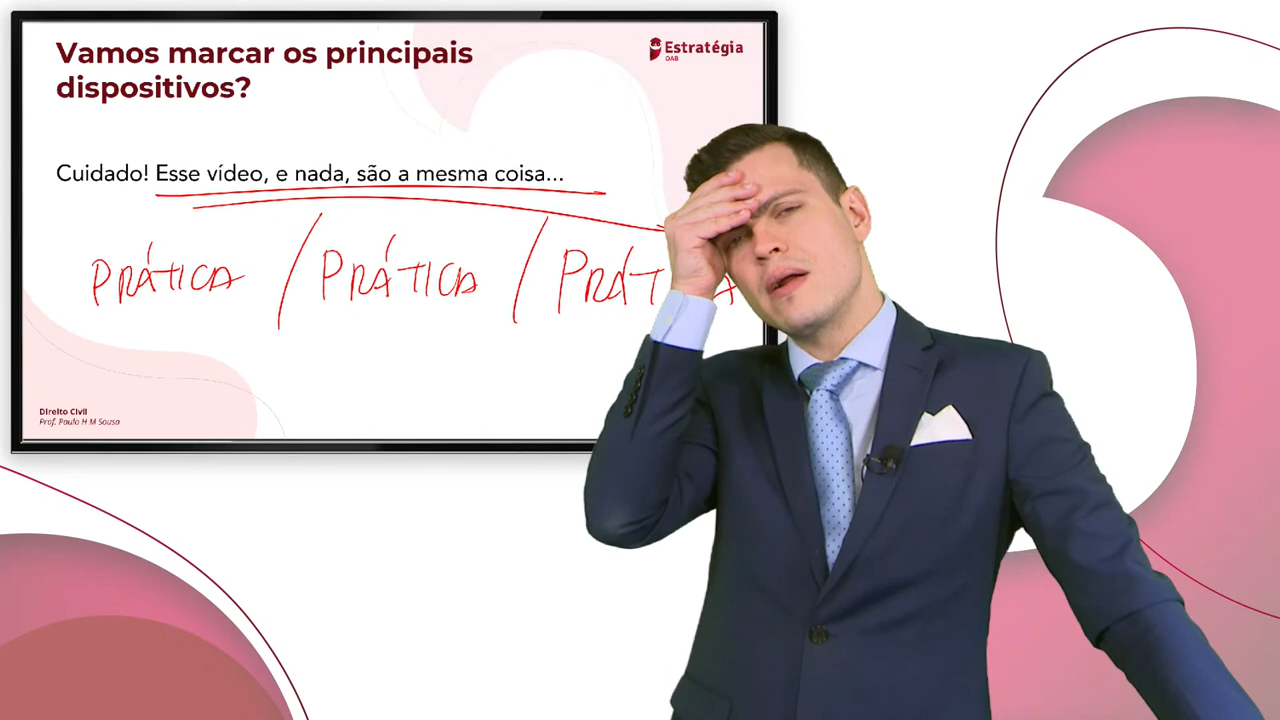 Vamos marcar os principais
dispositivos?
Estratégia
OAB
Cuidado! Esse vídeo, e nada, são a mesma coisa...
PRÁTICA / PRÁTICA /
Direito Civil
Prof. Paulo H M Sousa